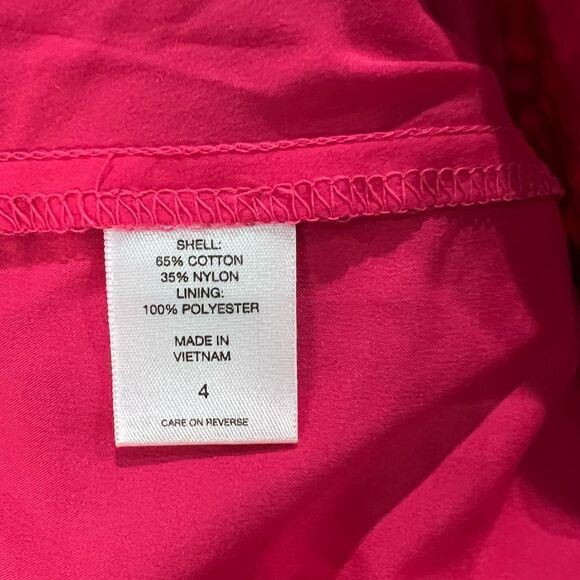 SHELL:
65% COTTON
35% NYLON
LINING:
100% POLYESTER
MADE IN
VIETNAM
4
CARE ON REVERSE